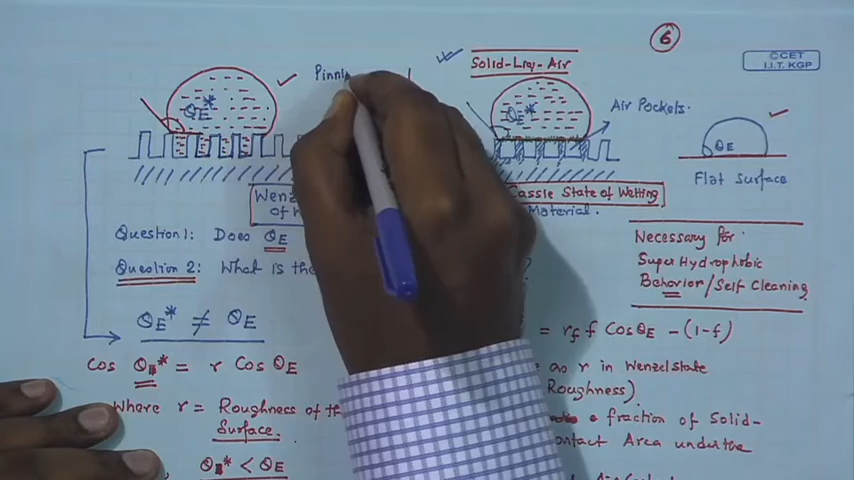 6
©CET
I.I.T. KGP
Pinni
Solid-Liq-Air
θE*
θE*
Air Pockets.
θE
Flat Surface
Wenz
of
Cassie State of Wetting
Material.
Question 1: Does θE
Question 2: What is the
Necessary for
Super Hydrophobic
Behavior/Self Cleaning
θE* ≠ θE
= rf f Cos θE - (1-f)
Cos θE* = r Cos θE
as r in Wenzel state
Roughness)
Where r = Roughness of the
Surface.
fraction of Solid-
ontact Area under the
θE* < θE